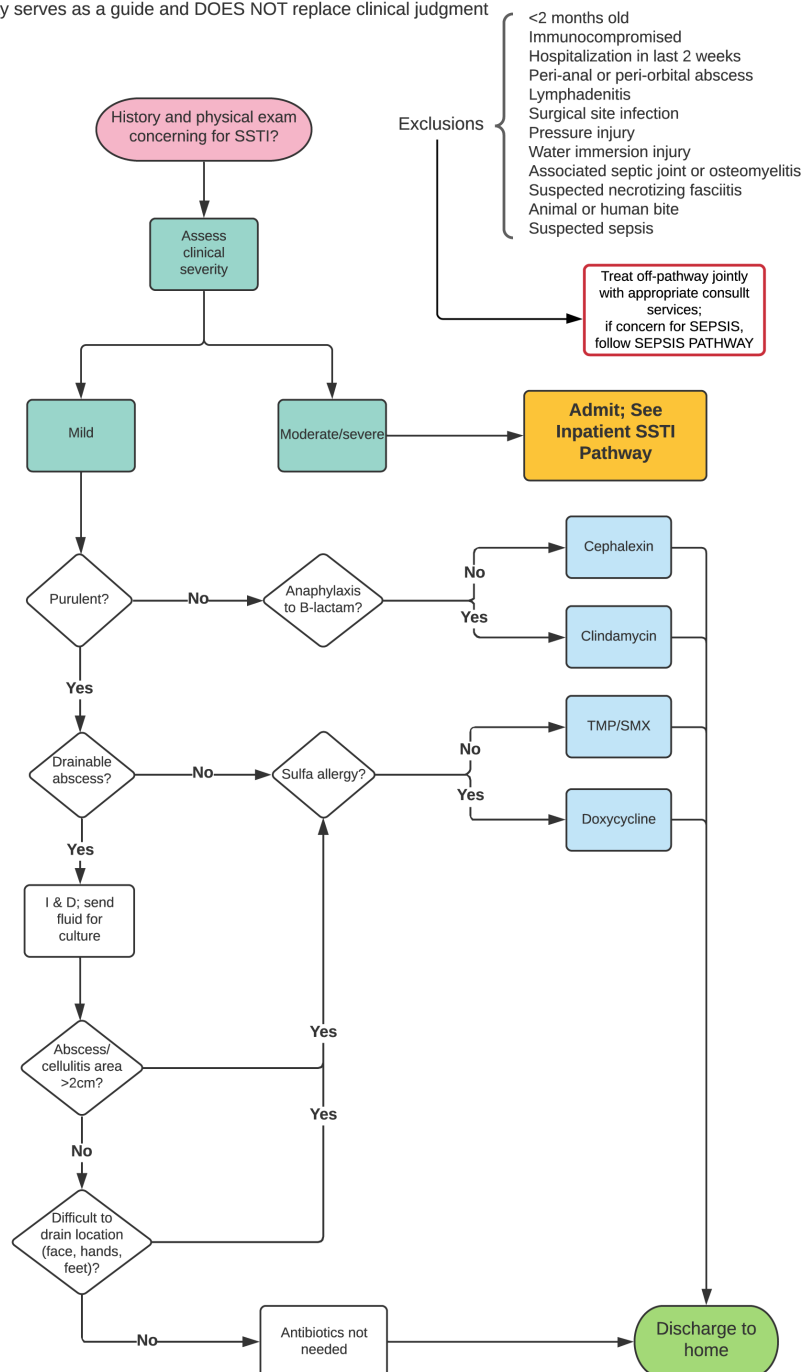 y serves as a guide and DOES NOT replace clinical judgment
<2 months old
Immunocompromised
Hospitalization in last 2 weeks
Peri-anal or peri-orbital abscess
Lymphadenitis
Surgical site infection
Pressure injury
Water immersion injury
Associated septic joint or osteomyelitis
Suspected necrotizing fasciitis
Animal or human bite
Suspected sepsis
Exclusions
History and physical exam
concerning for SSTI?
Assess
clinical
severity
Treat off-pathway jointly
with appropriate consullt
services;
if concern for SEPSIS,
follow SEPSIS PATHWAY
Mild
Moderate/severe
Admit; See
Inpatient SSTI
Pathway
Purulent?
No
Anaphylaxis
to B-lactam?
No
Yes
Cephalexin
Clindamycin
Yes
Drainable
abscess?
No
Sulfa allergy?
No
Yes
TMP/SMX
Doxycycline
Yes
I & D; send
fluid for
culture
Abscess/
cellulitis area
>2cm?
Yes
Yes
No
Difficult to
drain location
(face, hands,
feet)?
No
Antibiotics not
needed
Discharge to
home